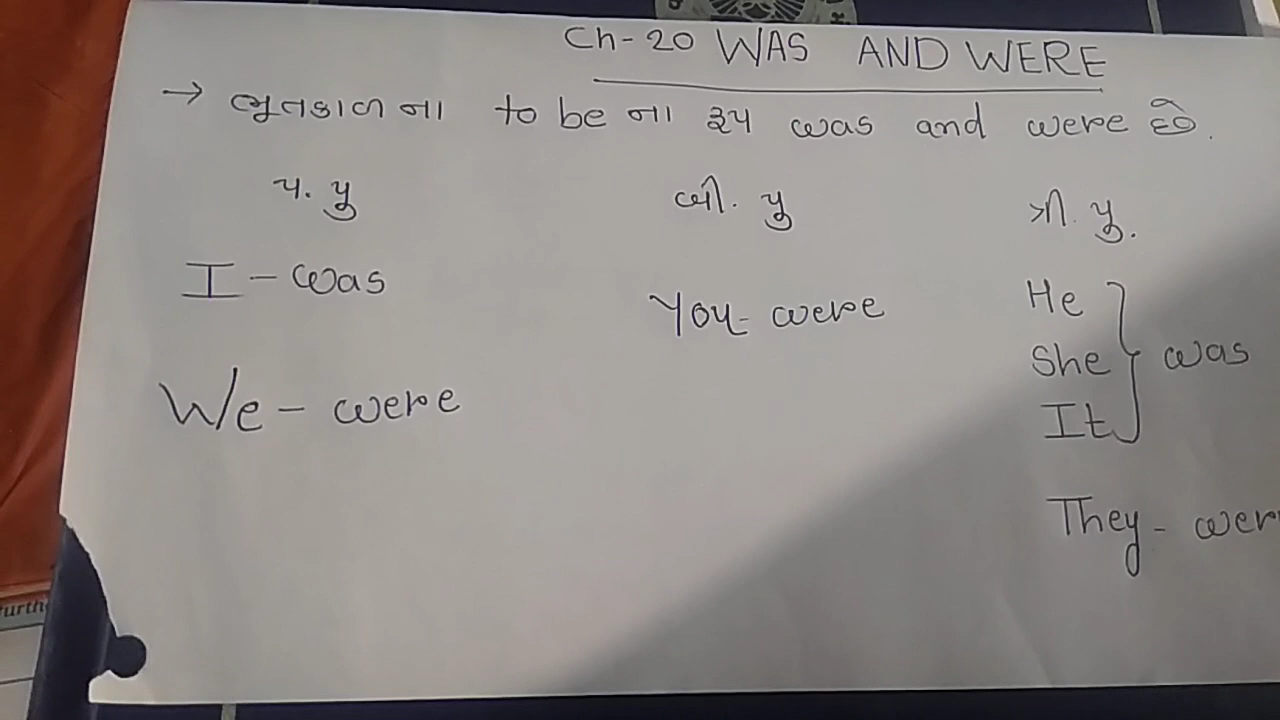 Ch-20 WAS AND WERE
→ ભૂતકાળ ના to be ના રૂપ was and were છે.
પ. પુ બી. પુ ત્રી. પુ.
I - was You - were He
She } was
We - were It
They - wer